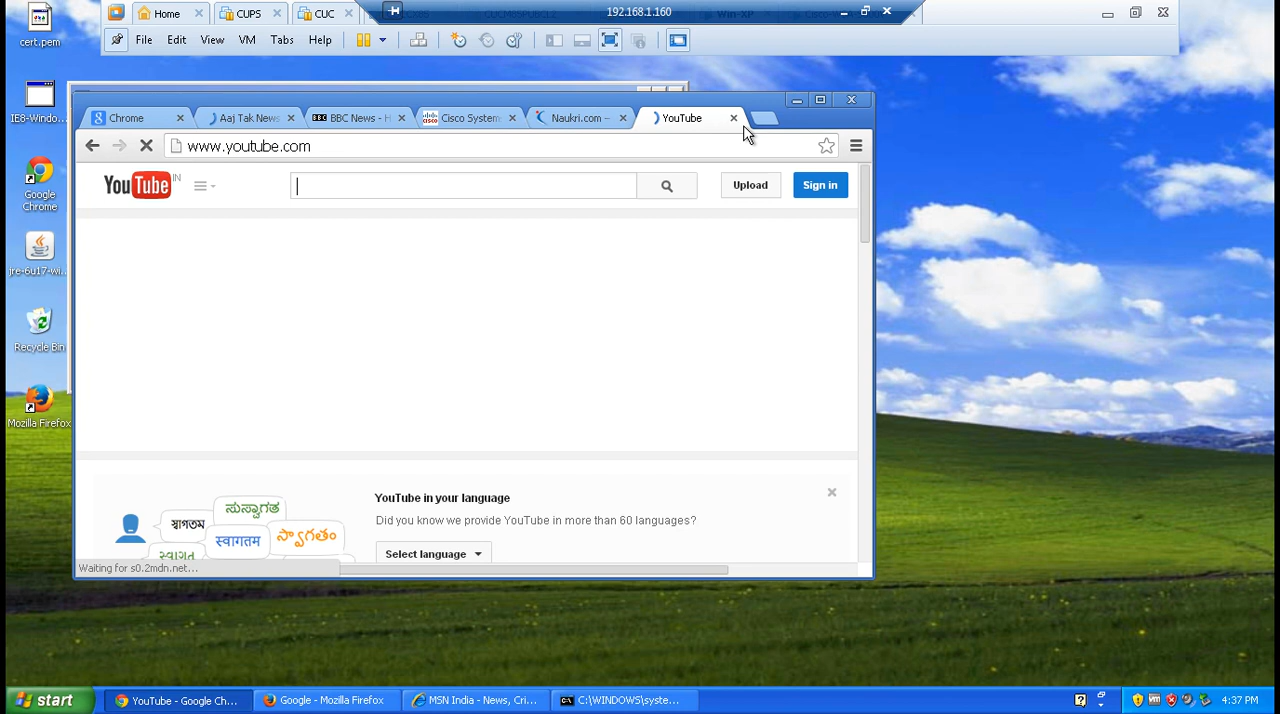 192.168.1.160
Home
CUPS
CUC
File Edit View VM Tabs Help
cert.pem
IE8-Windo...
Google
Chrome
jre-6u17-wi...
Recycle Bin
Mozilla Firefox
Chrome
Aaj Tak News
BBC News - H
Cisco System
Naukri.com –
YouTube
www.youtube.com
YouTube IN
Upload
Sign in
YouTube in your language
Did you know we provide YouTube in more than 60 languages?
Select language
ಸುಸ್ವಾಗತ
স্বাগতম
स्वागतम
స్వాగతం
Waiting for s0.2mdn.net...
start
YouTube - Google Ch...
Google - Mozilla Firefox
MSN India - News, Cri...
C:\WINDOWS\syste...
4:37 PM